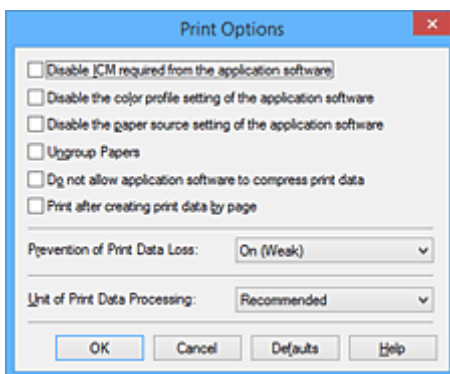 Print Options
Disable ICM required from the application software
Disable the color profile setting of the application software
Disable the paper source setting of the application software
Ungroup Papers
Do not allow application software to compress print data
Print after creating print data by page
Prevention of Print Data Loss: On (Weak)
Unit of Print Data Processing: Recommended
OK Cancel Defaults Help